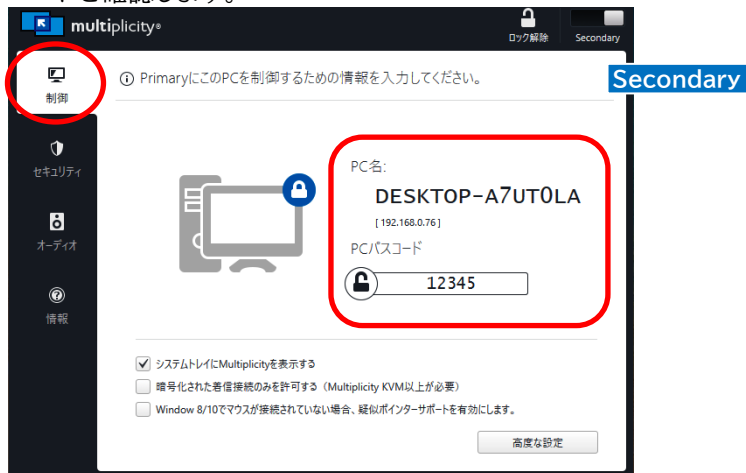 multiplicity®
ロック解除
Secondary
制御
PrimaryにこのPCを制御するための情報を入力してください。
Secondary
セキュリティ
オーディオ
情報
PC名:
DESKTOP-A7UT0LA
[ 192.168.0.76 ]
PCパスコード
12345
システムトレイにMultiplicityを表示する
暗号化された着信接続のみを許可する（Multiplicity KVM以上が必要）
Window 8/10でマウスが接続されていない場合、疑似ポインターサポートを有効にします。
高度な設定